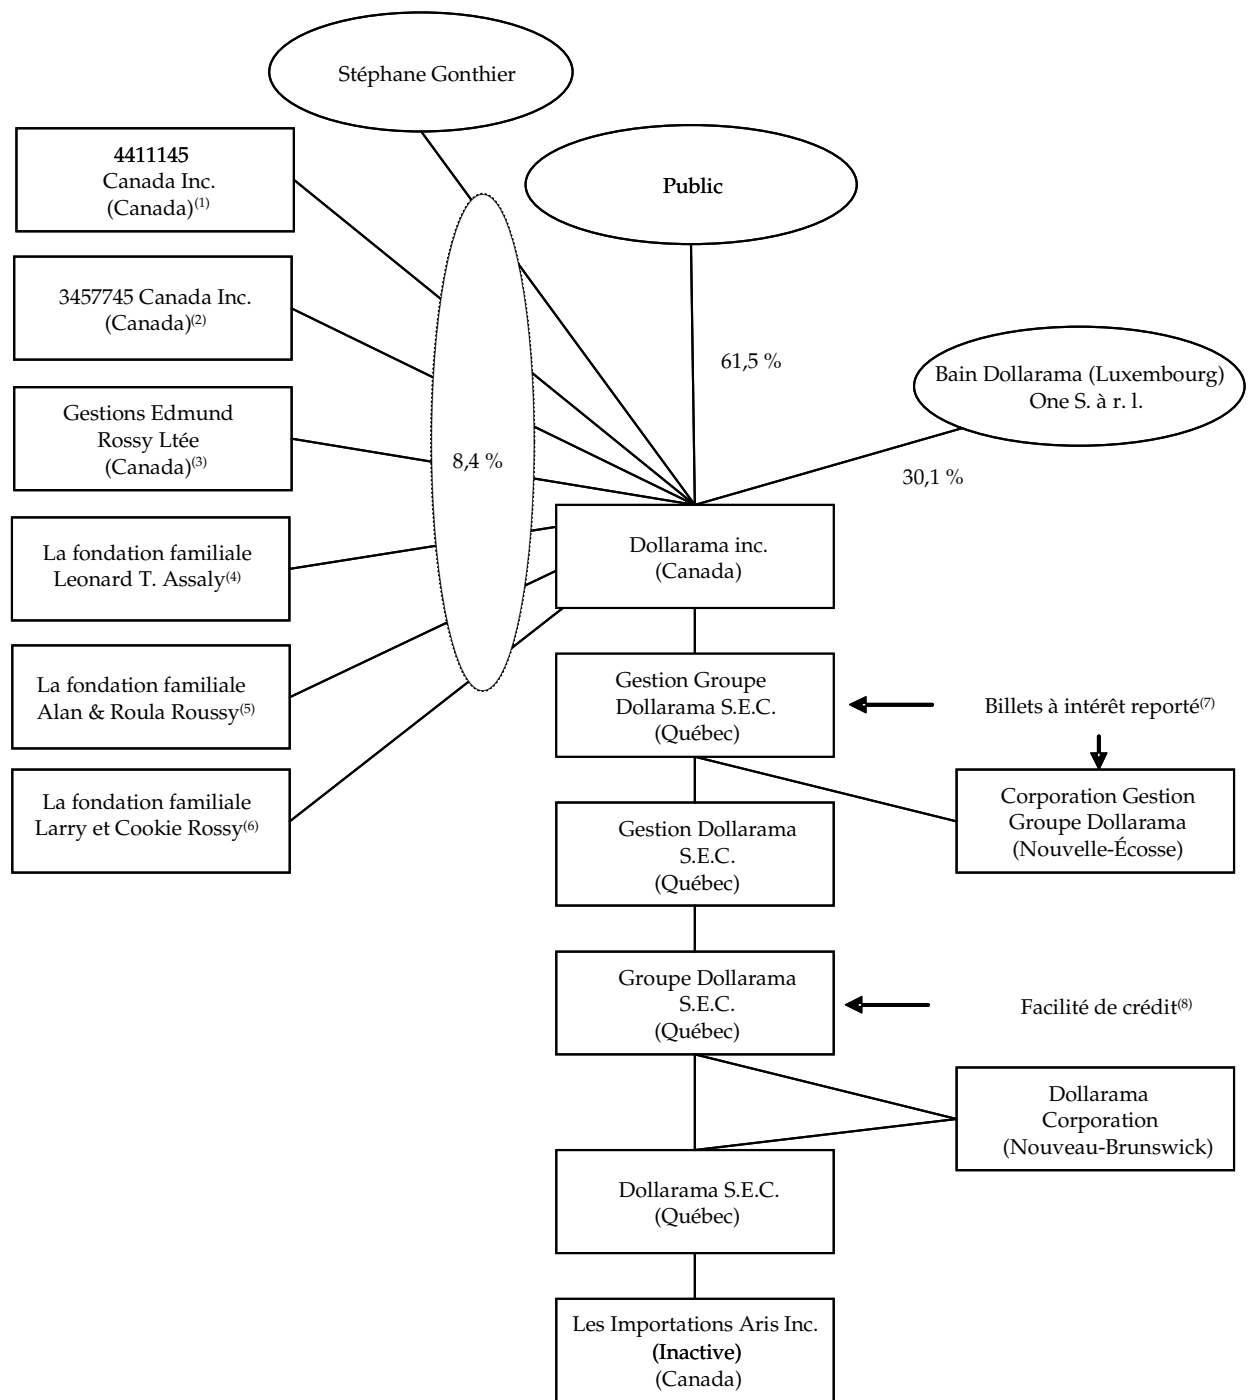 Stéphane Gonthier
4411145
Canada Inc.
(Canada)(1)
Public
3457745 Canada Inc.
(Canada)(2)
61,5 %
Bain Dollarama (Luxembourg)
One S. à r. l.
Gestions Edmund
Rossy Ltée
(Canada)(3)
8,4 %
30,1 %
La fondation familiale
Leonard T. Assaly(4)
Dollarama inc.
(Canada)
La fondation familiale
Alan & Roula Roussy(5)
Gestion Groupe
Dollarama S.E.C.
(Québec)
Billets à intérêt reporté(7)
La fondation familiale
Larry et Cookie Rossy(6)
Corporation Gestion
Groupe Dollarama
(Nouvelle-Écosse)
Gestion Dollarama
S.E.C.
(Québec)
Groupe Dollarama
S.E.C.
(Québec)
Facilité de crédit(8)
Dollarama
Corporation
(Nouveau-Brunswick)
Dollarama S.E.C.
(Québec)
Les Importations Aris Inc.
(Inactive)
(Canada)